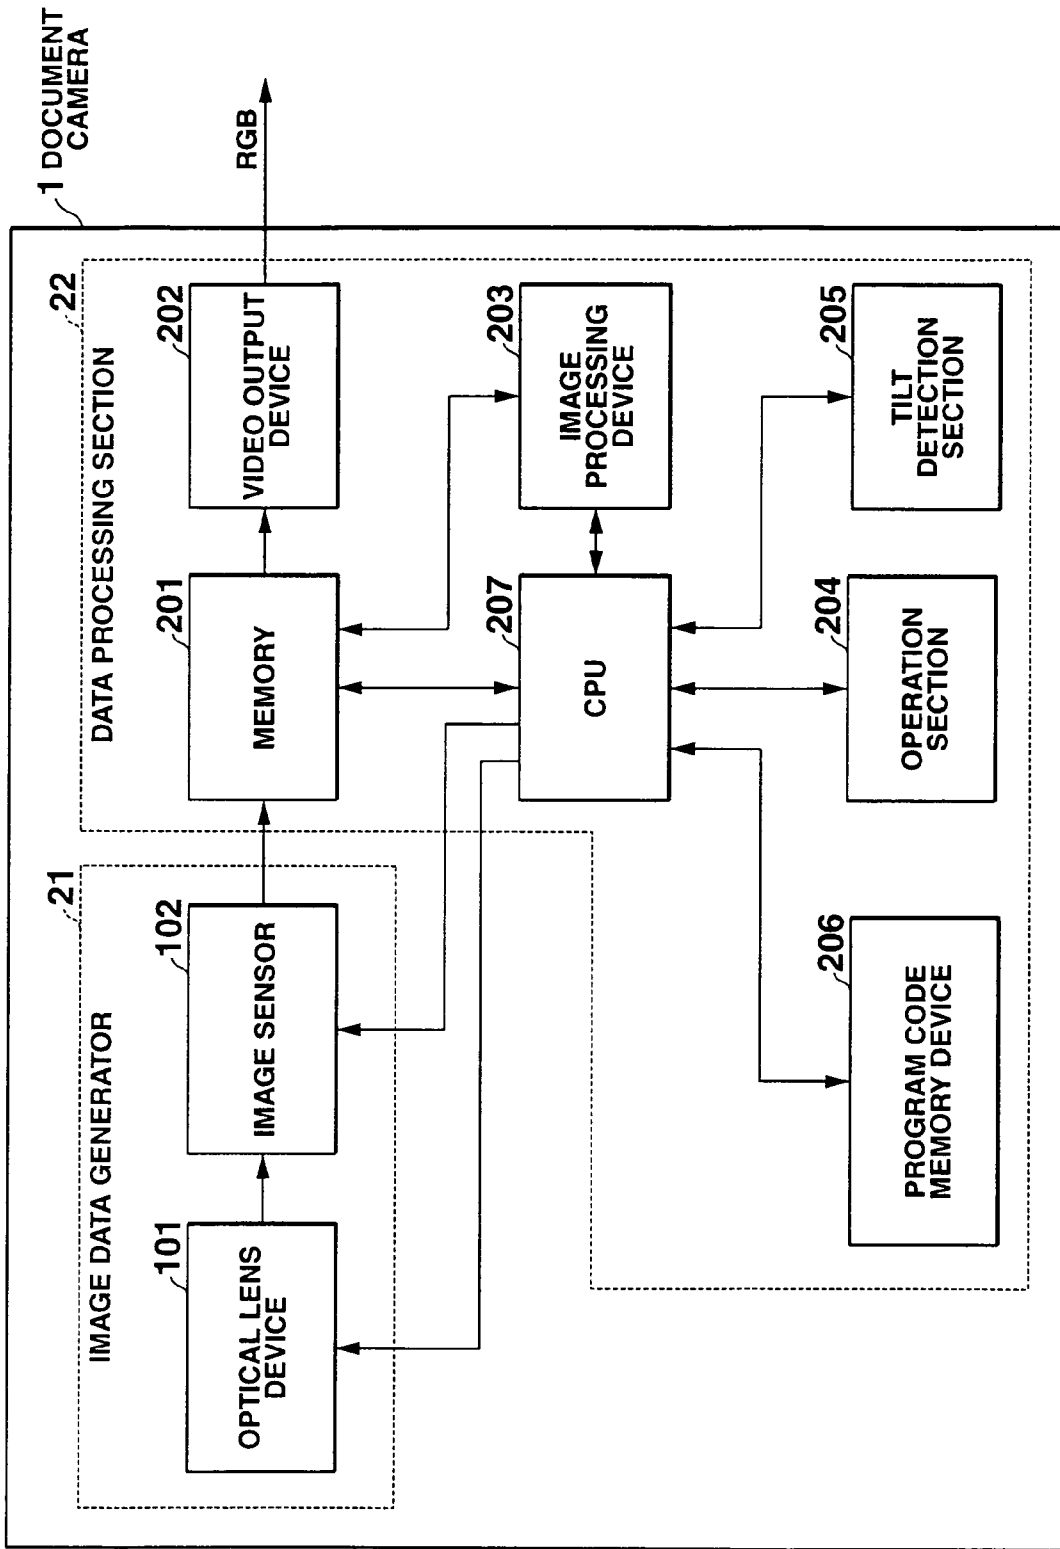 1 DOCUMENT
CAMERA
IMAGE DATA GENERATOR
21
DATA PROCESSING SECTION
22
101
OPTICAL LENS
DEVICE
102
IMAGE SENSOR
201
MEMORY
202
VIDEO OUTPUT
DEVICE
RGB
207
CPU
203
IMAGE
PROCESSING
DEVICE
206
PROGRAM CODE
MEMORY DEVICE
204
OPERATION
SECTION
205
TILT
DETECTION
SECTION